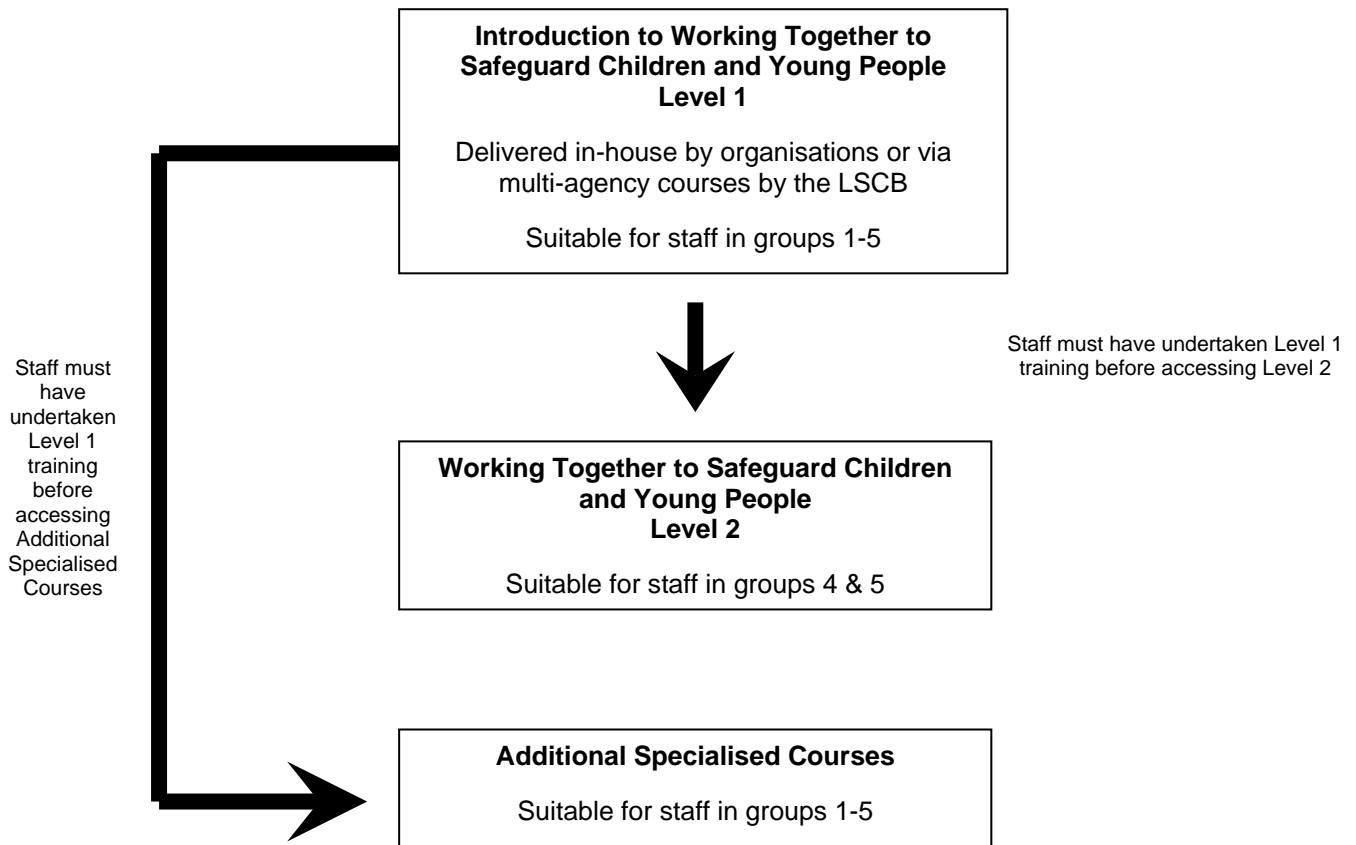 Introduction to Working Together to
Safeguard Children and Young People
Level 1
Delivered in-house by organisations or via
multi-agency courses by the LSCB
Suitable for staff in groups 1-5
Staff must have undertaken Level 1
training before accessing Level 2
Staff must
have
undertaken
Level 1
training
before
accessing
Additional
Specialised
Courses
Working Together to Safeguard Children
and Young People
Level 2
Suitable for staff in groups 4 & 5
Additional Specialised Courses
Suitable for staff in groups 1-5